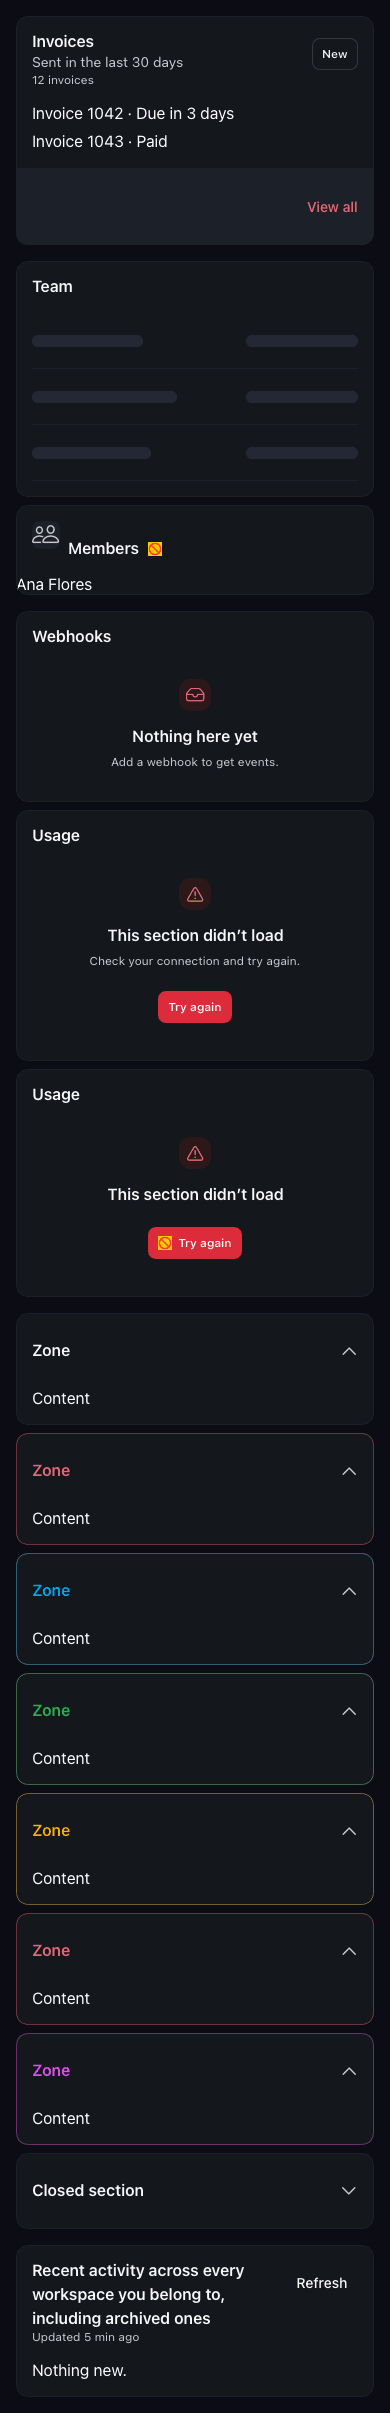 Invoices
Sent in the last 30 days
12 invoices
New
Invoice 1042 · Due in 3 days
Invoice 1043 · Paid
View all
Team
Members
Ana Flores
Webhooks
Nothing here yet
Add a webhook to get events.
Usage
This section didn’t load
Check your connection and try again.
Try again
Usage
This section didn’t load
Try again
Zone
Content
Zone
Content
Zone
Content
Zone
Content
Zone
Content
Zone
Content
Zone
Content
Closed section
Recent activity across every
workspace you belong to,
including archived ones
Refresh
Updated 5 min ago
Nothing new.